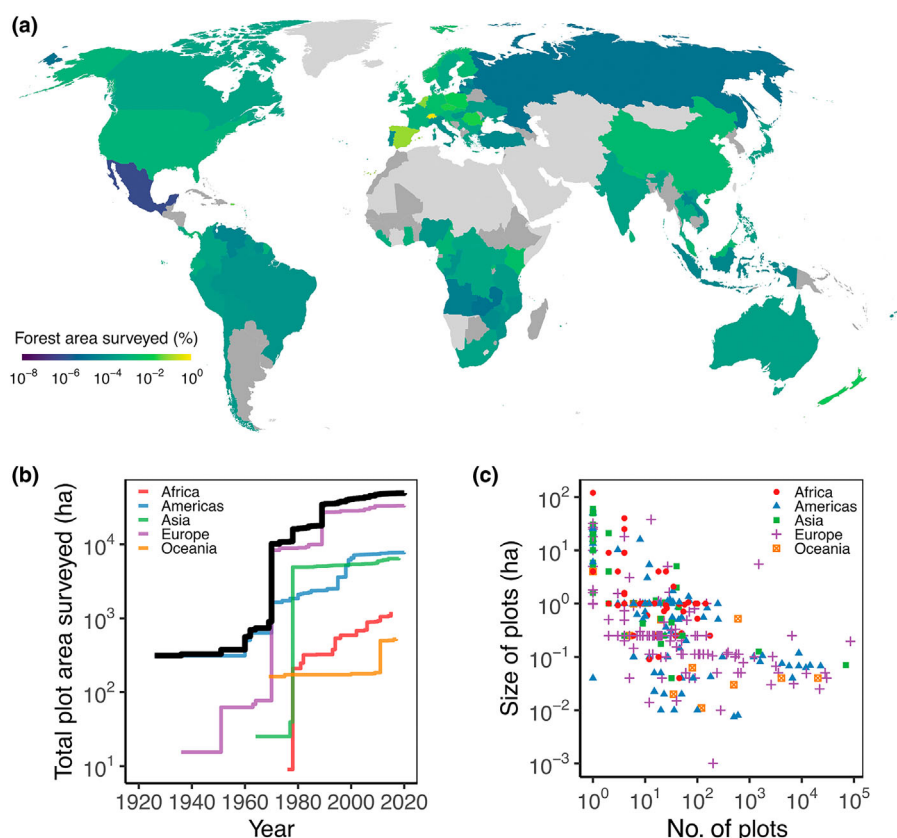 (a)
Forest area surveyed (%)
10⁻⁸ 10⁻⁶ 10⁻⁴ 10⁻² 10⁰
(b)
Total plot area surveyed (ha)
10⁴
10³
10²
10¹
Africa
Americas
Asia
Europe
Oceania
1920 1940 1960 1980 2000 2020
Year
(c)
Size of plots (ha)
10²
10¹
10⁰
10⁻¹
10⁻²
10⁻³
Africa
Americas
Asia
Europe
Oceania
10⁰ 10¹ 10² 10³ 10⁴ 10⁵
No. of plots